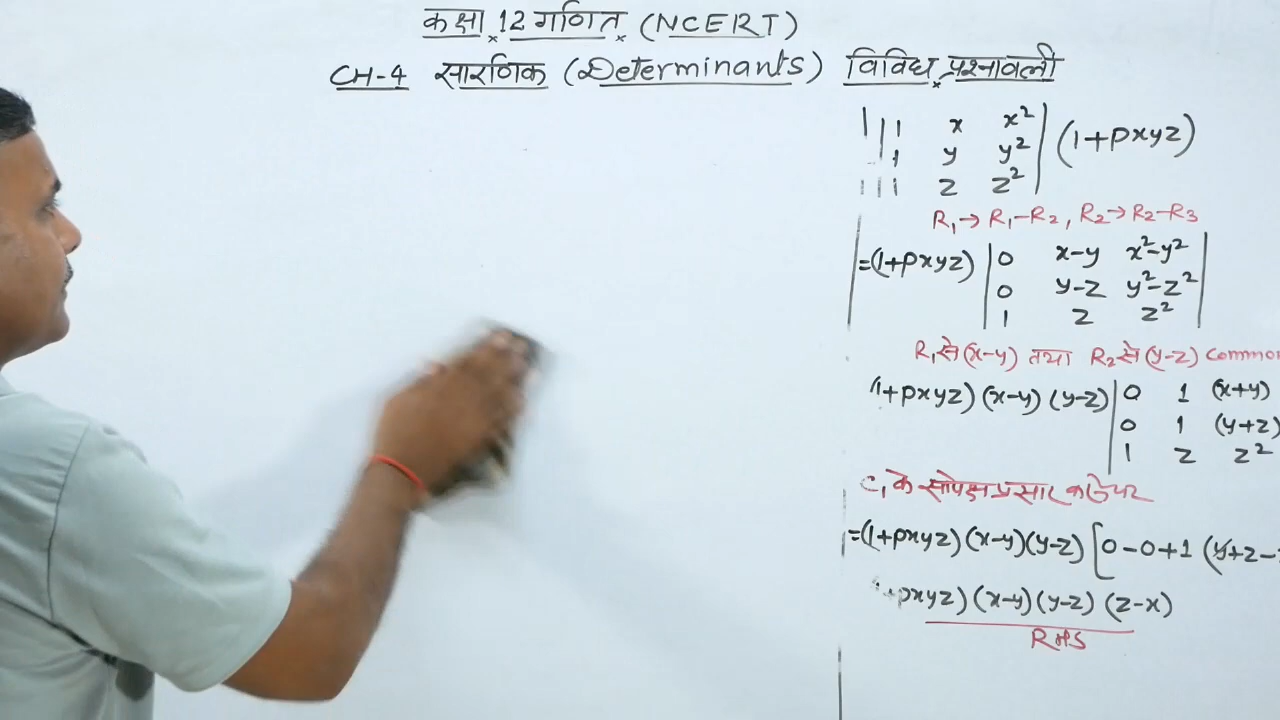 कक्षा 12 गणित (NCERT)
CH-4 सारणिक (Determinants) विविध प्रश्नावली
| 1 x x² |
| 1 y y² | (1+pxyz)
| 1 z z² |
R₁→R₁-R₂, R₂→R₂-R₃
=(1+pxyz) | 0 x-y x²-y² |
| 0 y-z y²-z² |
| 1 z z² |
R₁ से (x-y) तथा R₂ से (y-z) Common
1+pxyz) (x-y) (y-z) | 0 1 (x+y)
| 0 1 (y+z)
| 1 z z²
C₁ के सापेक्ष प्रसार करने पर
=(1+pxyz) (x-y)(y-z) [0-0+1 (y+z-
+pxyz) (x-y)(y-z) (z-x)
RHS